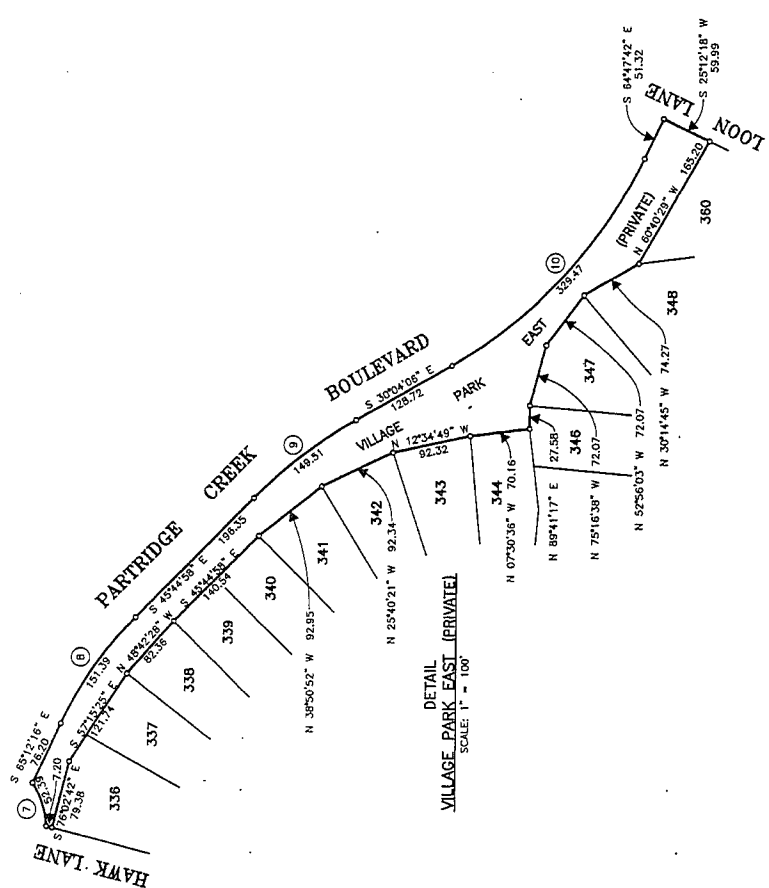 S 64°47'42" E
51.32
LANE
LOON
S 25°12'18" W
59.99
(PRIVATE)
N 60°40'29" W
165.20
360
10
329.47
348
EAST
347
N 30°14'45" W 74.27
BOULEVARD
S 30°04'06" E
128.72
PARK
N 52°56'03" W 72.07
N 75°16'38" W 72.07
346
N 89°41'17" E 27.58
9
149.51
VILLAGE
N 12°34'49" W
92.32
344
N 07°30'36" W 70.16
343
CREEK
342
N 25°40'21" W 92.34
PARTRIDGE
S 45°44'58" E
196.35
341
S 45°44'58" E
140.54
340
N 38°50'52" W 92.95
339
N 48°42'28" W
82.36
338
8
151.39
S 57°15'25" E
121.74
337
S 65°12'16" E
76.20
7
52.39
7.20
S 76°02'42" E
79.38
336
HAWK LANE
DETAIL
VILLAGE PARK EAST (PRIVATE)
SCALE: 1" = 100'